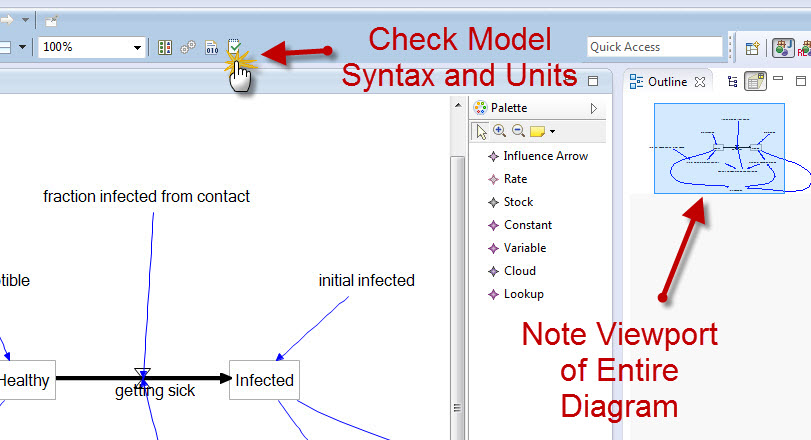 100%
010
Check Model
Syntax and Units
Quick Access
Outline
Palette
Influence Arrow
Rate
Stock
Constant
Variable
Cloud
Lookup
fraction infected from contact
tible
initial infected
Healthy
getting sick
Infected
Note Viewport
of Entire
Diagram